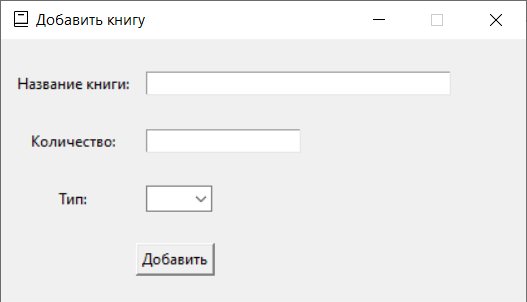 Добавить книгу
Название книги:
Количество:
Тип:
Добавить